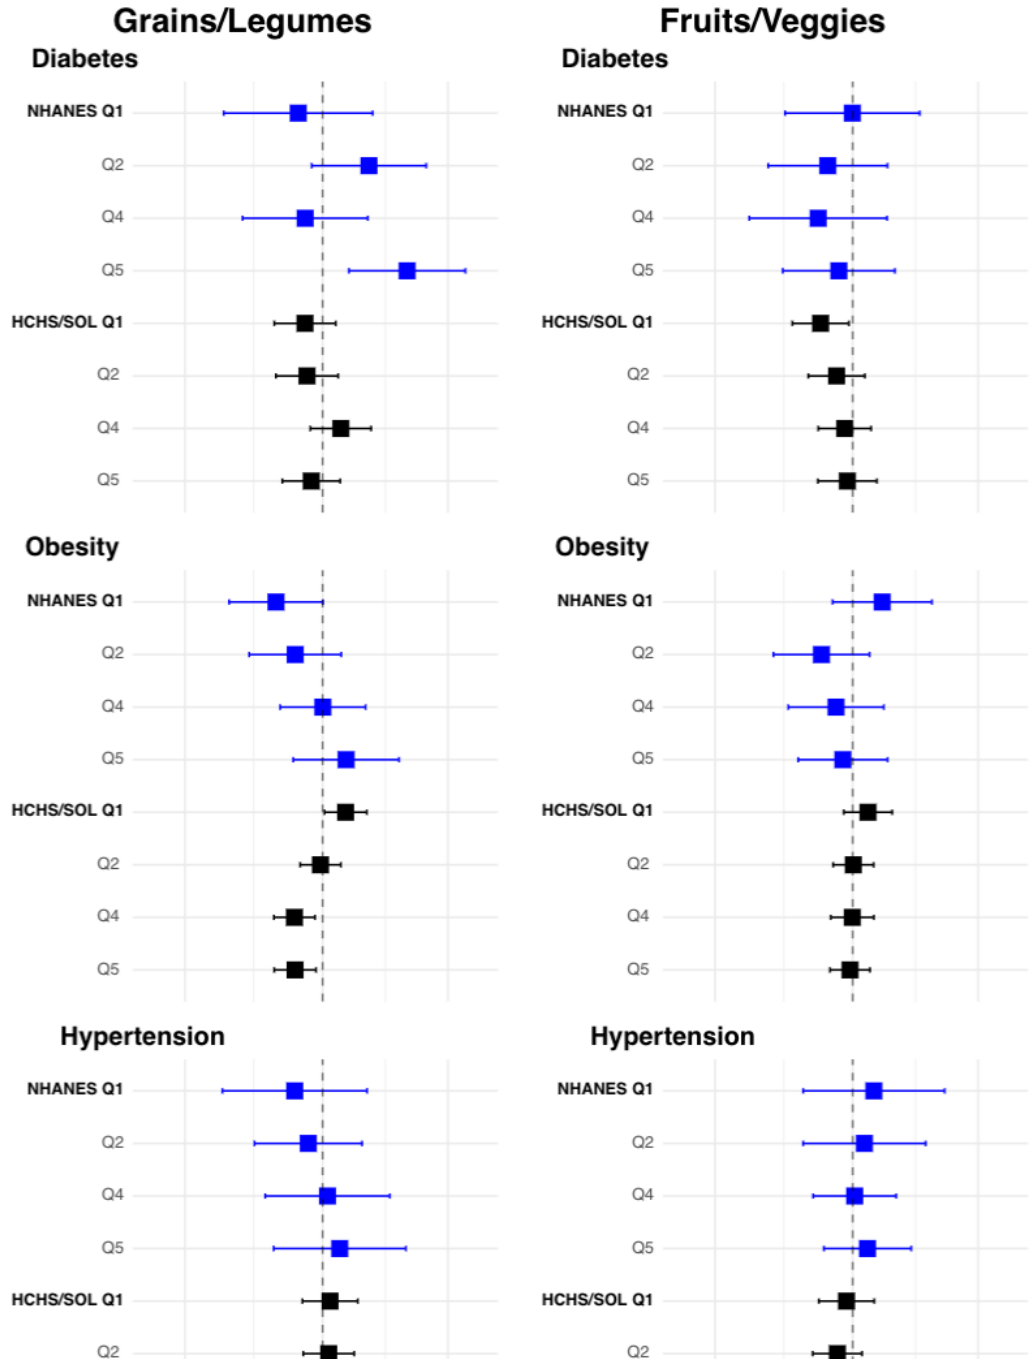 Grains/Legumes Fruits/Veggies
Diabetes Diabetes
NHANES Q1 NHANES Q1
Q2 Q2
Q4 Q4
Q5 Q5
HCHS/SOL Q1 HCHS/SOL Q1
Q2 Q2
Q4 Q4
Q5 Q5
Obesity Obesity
NHANES Q1 NHANES Q1
Q2 Q2
Q4 Q4
Q5 Q5
HCHS/SOL Q1 HCHS/SOL Q1
Q2 Q2
Q4 Q4
Q5 Q5
Hypertension Hypertension
NHANES Q1 NHANES Q1
Q2 Q2
Q4 Q4
Q5 Q5
HCHS/SOL Q1 HCHS/SOL Q1
Q2 Q2